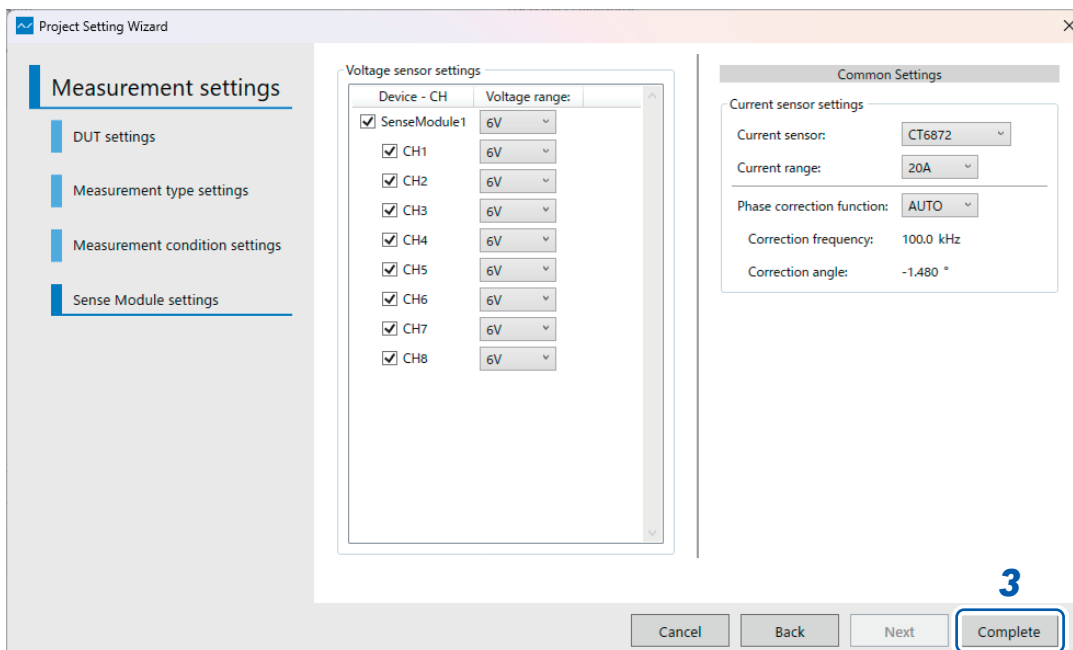 Project Setting Wizard
Measurement settings
DUT settings
Measurement type settings
Measurement condition settings
Sense Module settings
Voltage sensor settings
Device - CH Voltage range:
SenseModule1 6V
CH1 6V
CH2 6V
CH3 6V
CH4 6V
CH5 6V
CH6 6V
CH7 6V
CH8 6V
Common Settings
Current sensor settings
Current sensor: CT6872
Current range: 20A
Phase correction function: AUTO
Correction frequency: 100.0 kHz
Correction angle: -1.480 °
3
Cancel Back Next Complete